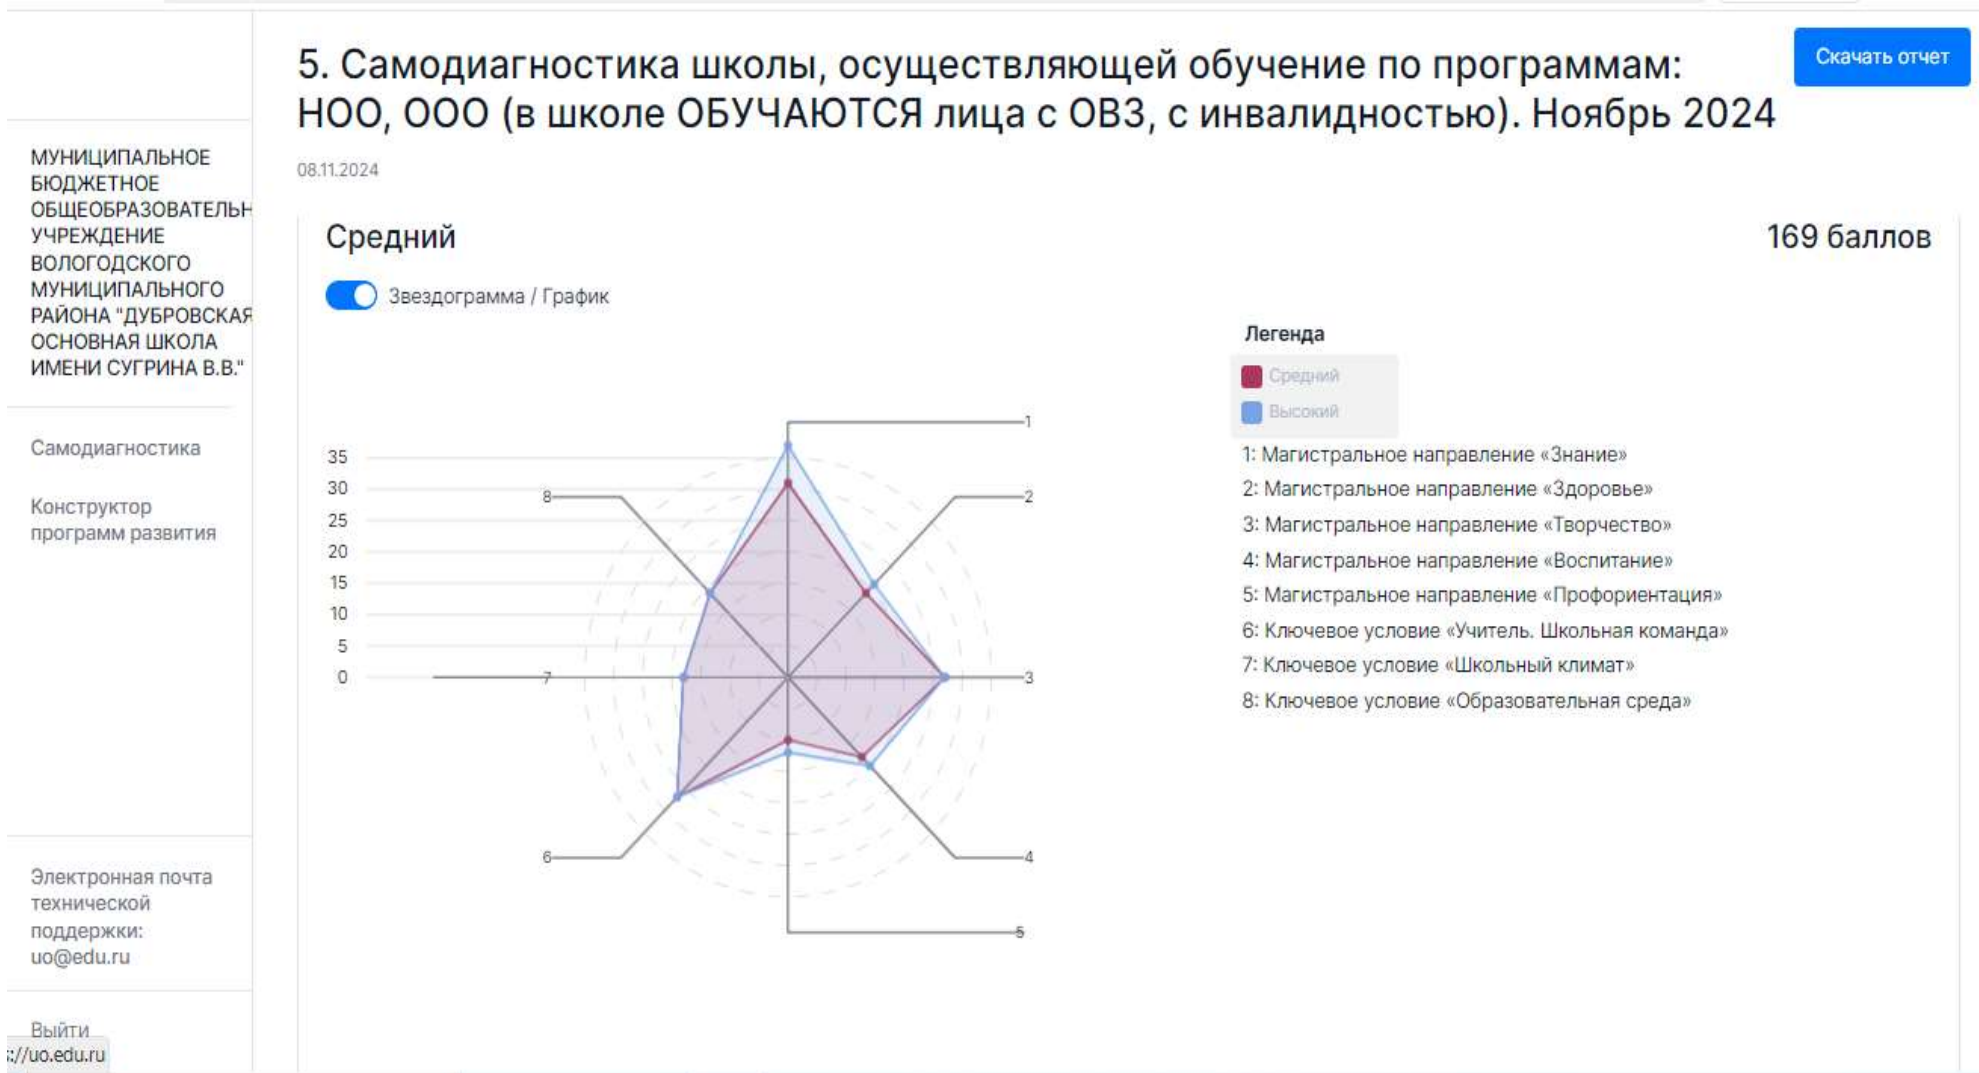 5. Самодиагностика школы, осуществляющей обучение по программам:
НОО, ООО (в школе ОБУЧАЮТСЯ лица с ОВЗ, с инвалидностью). Ноябрь 2024
Скачать отчет
08.11.2024
МУНИЦИПАЛЬНОЕ
БЮДЖЕТНОЕ
ОБЩЕОБРАЗОВАТЕЛЬН
УЧРЕЖДЕНИЕ
ВОЛОГОДСКОГО
МУНИЦИПАЛЬНОГО
РАЙОНА "ДУБРОВСКАЯ
ОСНОВНАЯ ШКОЛА
ИМЕНИ СУГРИНА В.В."
Самодиагностика
Конструктор
программ развития
Электронная почта
технической
поддержки:
uo@edu.ru
Выйти
s://uo.edu.ru
Средний
169 баллов
Звездограмма / График
35
30
25
20
15
10
5
0
1
2
3
4
5
6
7
8
Легенда
Средний
Высокий
1: Магистральное направление «Знание»
2: Магистральное направление «Здоровье»
3: Магистральное направление «Творчество»
4: Магистральное направление «Воспитание»
5: Магистральное направление «Профориентация»
6: Ключевое условие «Учитель. Школьная команда»
7: Ключевое условие «Школьный климат»
8: Ключевое условие «Образовательная среда»